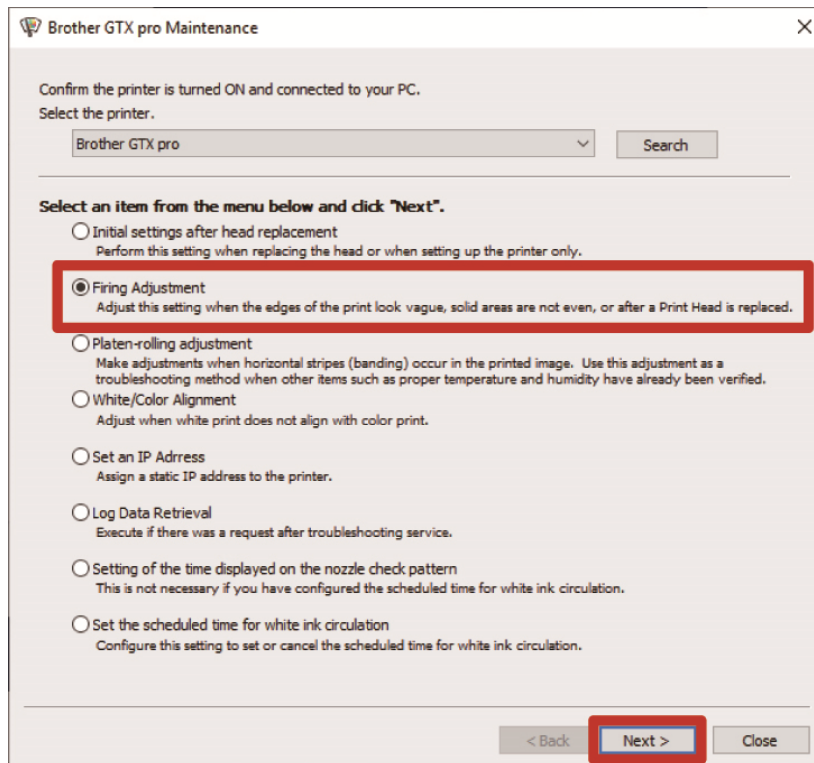 Brother GTX pro Maintenance
Confirm the printer is turned ON and connected to your PC.
Select the printer.
Brother GTX pro
Search
Select an item from the menu below and click "Next".
Initial settings after head replacement
Perform this setting when replacing the head or when setting up the printer only.
Firing Adjustment
Adjust this setting when the edges of the print look vague, solid areas are not even, or after a Print Head is replaced.
Platen-rolling adjustment
Make adjustments when horizontal stripes (banding) occur in the printed image. Use this adjustment as a
troubleshooting method when other items such as proper temperature and humidity have already been verified.
White/Color Alignment
Adjust when white print does not align with color print.
Set an IP Adrress
Assign a static IP address to the printer.
Log Data Retrieval
Execute if there was a request after troubleshooting service.
Setting of the time displayed on the nozzle check pattern
This is not necessary if you have configured the scheduled time for white ink circulation.
Set the scheduled time for white ink circulation
Configure this setting to set or cancel the scheduled time for white ink circulation.
< Back
Next >
Close